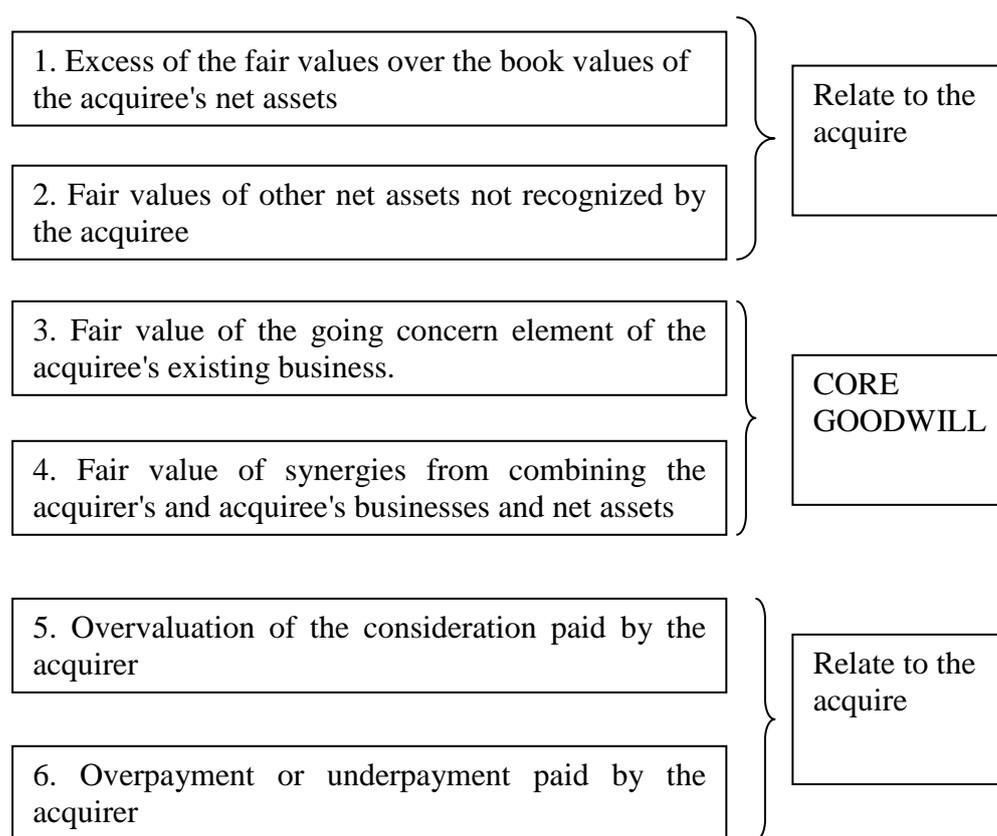 1. Excess of the fair values over the book values of
the acquiree's net assets
Relate to the
acquire
2. Fair values of other net assets not recognized by
the acquiree
3. Fair value of the going concern element of the
acquiree's existing business.
CORE
GOODWILL
4. Fair value of synergies from combining the
acquirer's and acquiree's businesses and net assets
5. Overvaluation of the consideration paid by the
acquirer
Relate to the
acquire
6. Overpayment or underpayment paid by the
acquirer